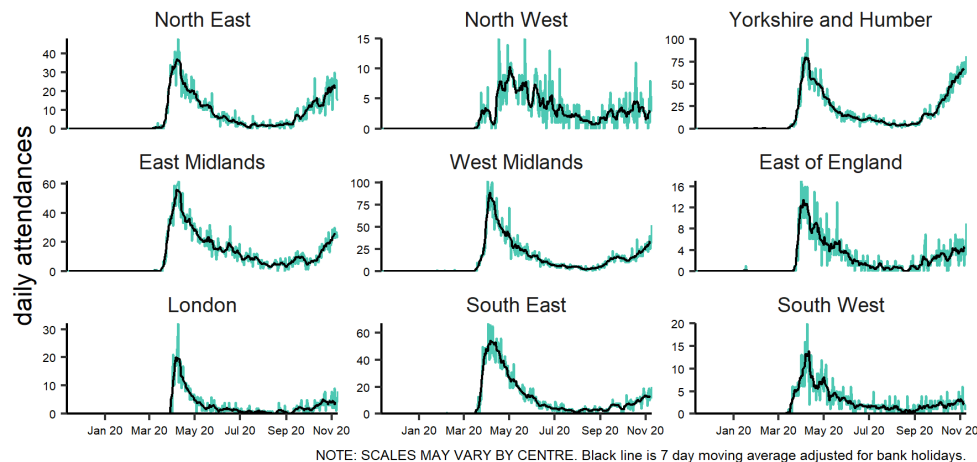 North East
North West
Yorkshire and Humber
40
30
20
10
0
15
10
5
0
100
75
50
25
0
East Midlands
West Midlands
East of England
60
40
20
0
100
75
50
25
0
16
12
8
4
0
daily attendances
London
South East
South West
30
20
10
0
60
40
20
0
20
15
10
5
0
Jan 20 Mar 20 May 20 Jul 20 Sep 20 Nov 20
Jan 20 Mar 20 May 20 Jul 20 Sep 20 Nov 20
Jan 20 Mar 20 May 20 Jul 20 Sep 20 Nov 20
NOTE: SCALES MAY VARY BY CENTRE. Black line is 7 day moving average adjusted for bank holidays.